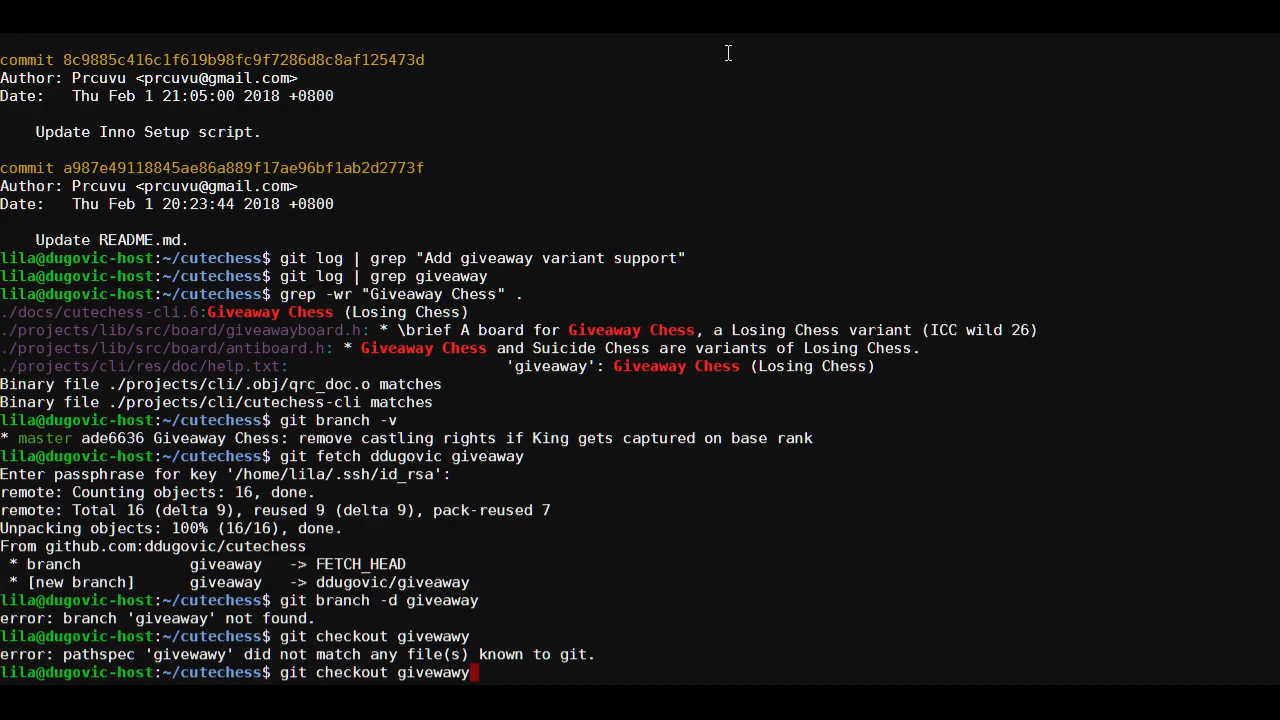 commit 8c9885c416c1f619b98fc9f7286d8c8af125473d
Author: Prcuvu <prcuvu@gmail.com>
Date:   Thu Feb 1 21:05:00 2018 +0800
    Update Inno Setup script.
commit a987e49118845ae86a889f17ae96bf1ab2d2773f
Author: Prcuvu <prcuvu@gmail.com>
Date:   Thu Feb 1 20:23:44 2018 +0800
    Update README.md.
lila@dugovic-host:~/cutechess$ git log | grep "Add giveaway variant support"
lila@dugovic-host:~/cutechess$ git log | grep giveaway
lila@dugovic-host:~/cutechess$ grep -wr "Giveaway Chess" .
./docs/cutechess-cli.6:Giveaway Chess (Losing Chess)
./projects/lib/src/board/giveawayboard.h: * \brief A board for Giveaway Chess, a Losing Chess variant (ICC wild 26)
./projects/lib/src/board/antiboard.h: * Giveaway Chess and Suicide Chess are variants of Losing Chess.
./projects/cli/res/doc/help.txt:                        'giveaway': Giveaway Chess (Losing Chess)
Binary file ./projects/cli/.obj/qrc_doc.o matches
Binary file ./projects/cli/cutechess-cli matches
lila@dugovic-host:~/cutechess$ git branch -v
* master ade6636 Giveaway Chess: remove castling rights if King gets captured on base rank
lila@dugovic-host:~/cutechess$ git fetch ddugovic giveaway
Enter passphrase for key '/home/lila/.ssh/id_rsa':
remote: Counting objects: 16, done.
remote: Total 16 (delta 9), reused 9 (delta 9), pack-reused 7
Unpacking objects: 100% (16/16), done.
From github.com:ddugovic/cutechess
 * branch            giveaway   -> FETCH_HEAD
 * [new branch]      giveaway   -> ddugovic/giveaway
lila@dugovic-host:~/cutechess$ git branch -d giveaway
error: branch 'giveaway' not found.
lila@dugovic-host:~/cutechess$ git checkout givewawy
error: pathspec 'givewawy' did not match any file(s) known to git.
lila@dugovic-host:~/cutechess$ git checkout givewawy